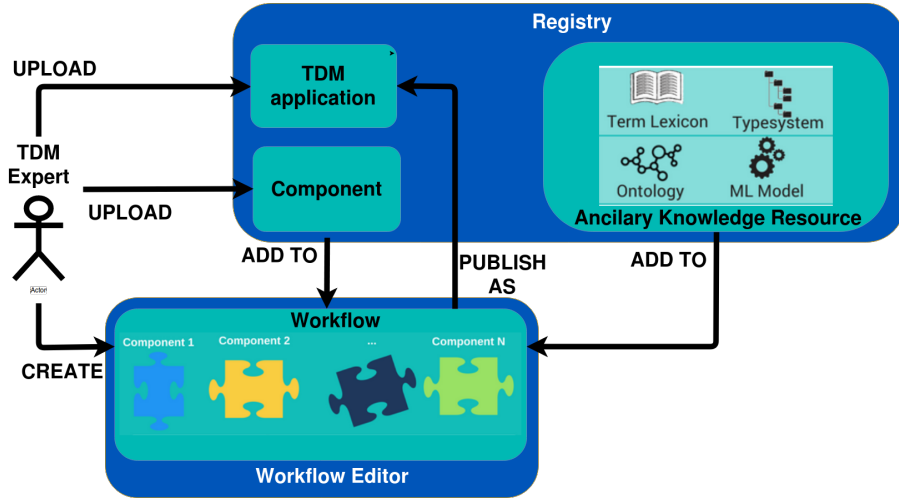 Registry
UPLOAD
TDM
application
Term Lexicon
Typesystem
TDM
Expert
Component
UPLOAD
Ontology
ML Model
Ancilary Knowledge Resource
ADD TO
PUBLISH
AS
ADD TO
Actor
CREATE
Workflow
Component 1
Component 2
...
Component N
Workflow Editor